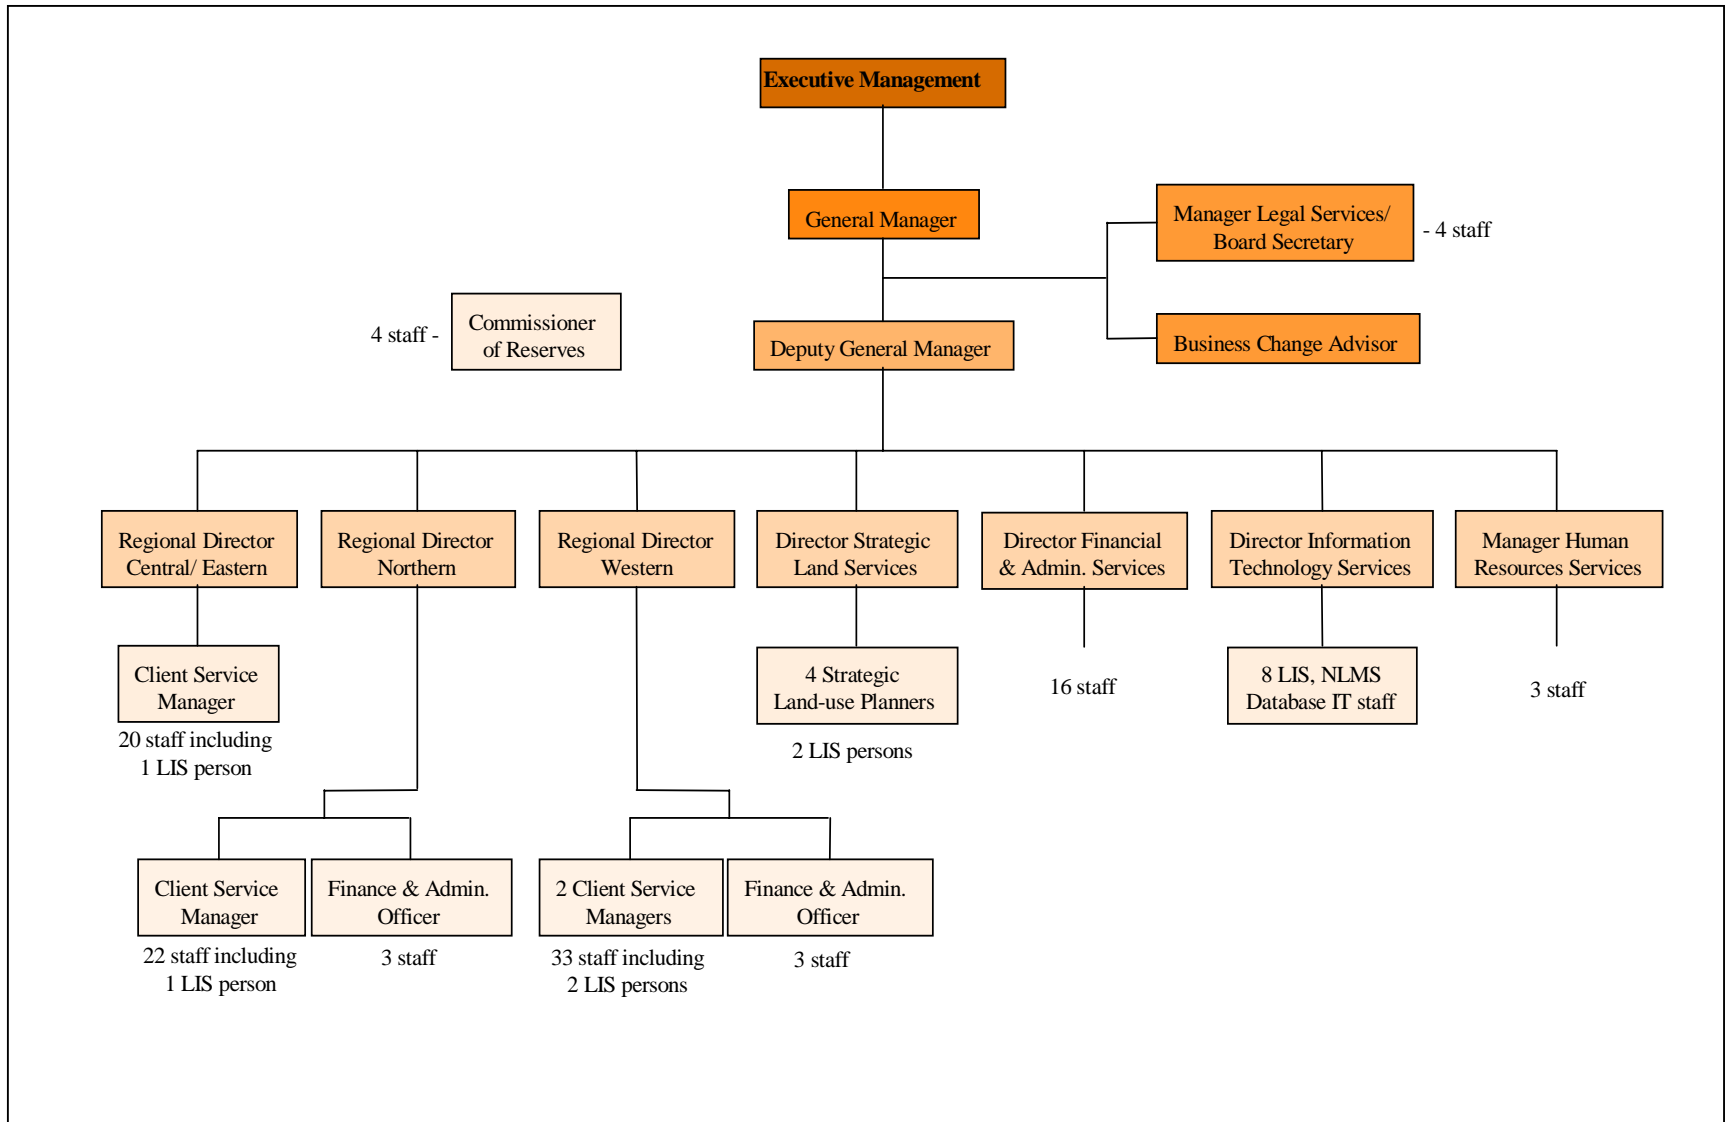 Executive Management
General Manager
Manager Legal Services/
Board Secretary
- 4 staff
4 staff -
Commissioner
of Reserves
Deputy General Manager
Business Change Advisor
Regional Director
Central/ Eastern
Regional Director
Northern
Regional Director
Western
Director Strategic
Land Services
Director Financial
& Admin. Services
Director Information
Technology Services
Manager Human
Resources Services
Client Service
Manager
20 staff including
1 LIS person
4 Strategic
Land-use Planners
2 LIS persons
16 staff
8 LIS, NLMS
Database IT staff
3 staff
Client Service
Manager
22 staff including
1 LIS person
Finance & Admin.
Officer
3 staff
2 Client Service
Managers
33 staff including
2 LIS persons
Finance & Admin.
Officer
3 staff